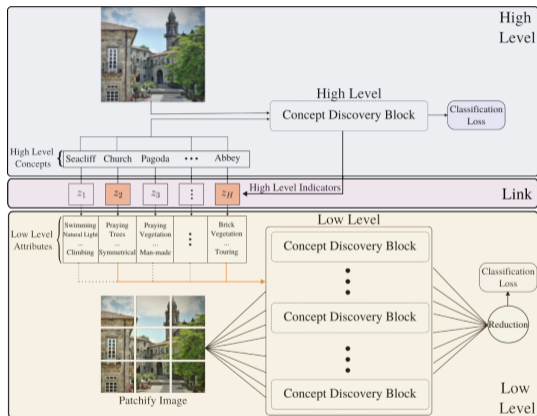 High
Level
High Level
Concept Discovery Block
Classification
Loss
High Level
Concepts
Seacliff Church Pagoda ••• Abbey
z1 z2 z3 ⋮ zH
High Level Indicators
Link
Low Level
Attributes
Swimming
Natural Light
...
Climbing
Praying
Trees
...
Symmetrical
Praying
Vegetation
...
Man-made
Brick
Vegetation
...
Touring
Low Level
Concept Discovery Block
Concept Discovery Block
Concept Discovery Block
Classification
Loss
Reduction
Patchify Image
Low
Level